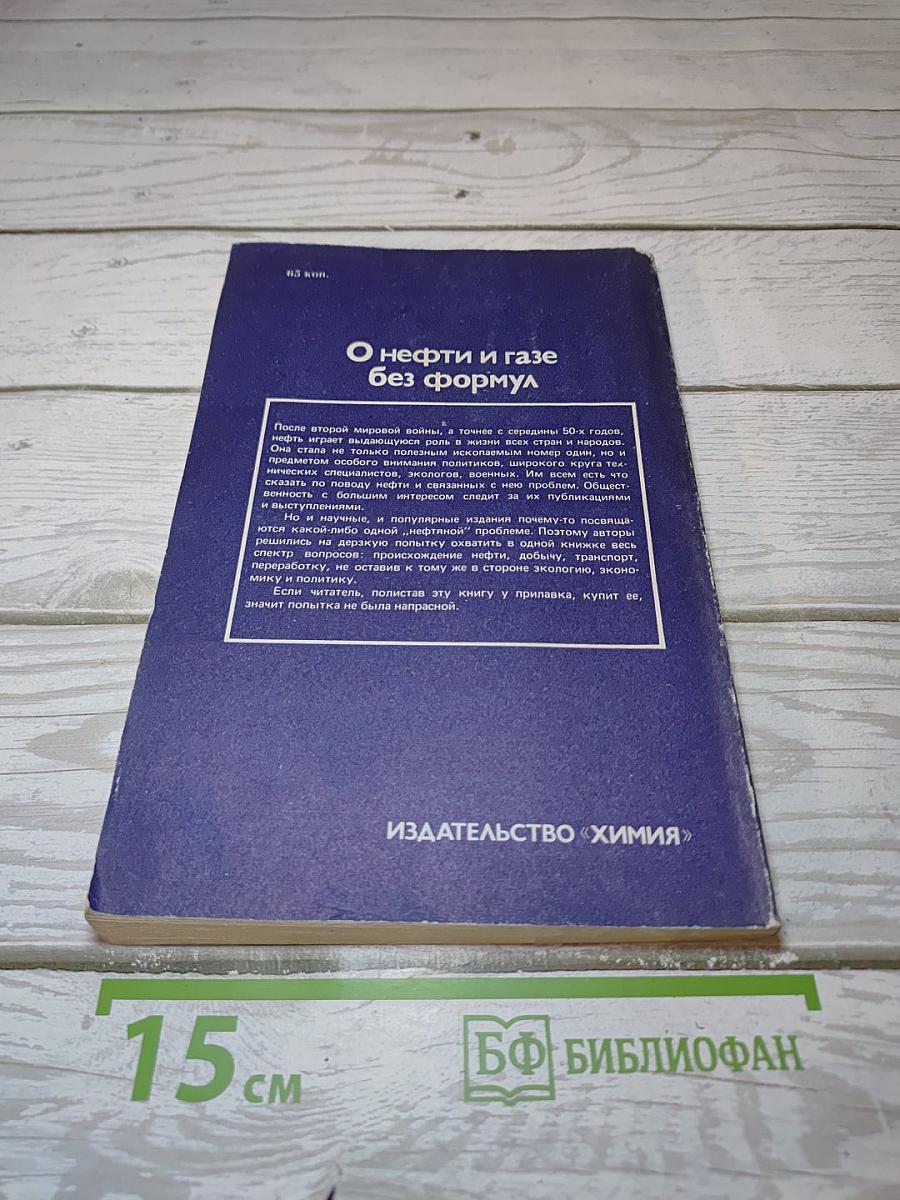 65 коп.
О нефти и газе
без формул
После второй мировой войны, а точнее с середины 50-х годов,
нефть играет выдающуюся роль в жизни всех стран и народов.
Она стала не только полезным ископаемым номер один, но и
предметом особого внимания политиков, широкого круга тех-
нических специалистов, экологов, военных. Им всем есть что
сказать по поводу нефти и связанных с нею проблем. Общест-
венность с большим интересом следит за их публикациями
и выступлениями.
Но и научные, и популярные издания почему-то посвяща-
ются какой-либо одной „нефтяной" проблеме. Поэтому авторы
решились на дерзкую попытку охватить в одной книжке весь
спектр вопросов: происхождение нефти, добычу, транспорт,
переработку, не оставив к тому же в стороне экологию, эконо-
мику и политику.
Если читатель, полистав эту книгу у прилавка, купит ее,
значит попытка не была напрасной.
ИЗДАТЕЛЬСТВО «ХИМИЯ»
15 см
БФ БИБЛИОФАН